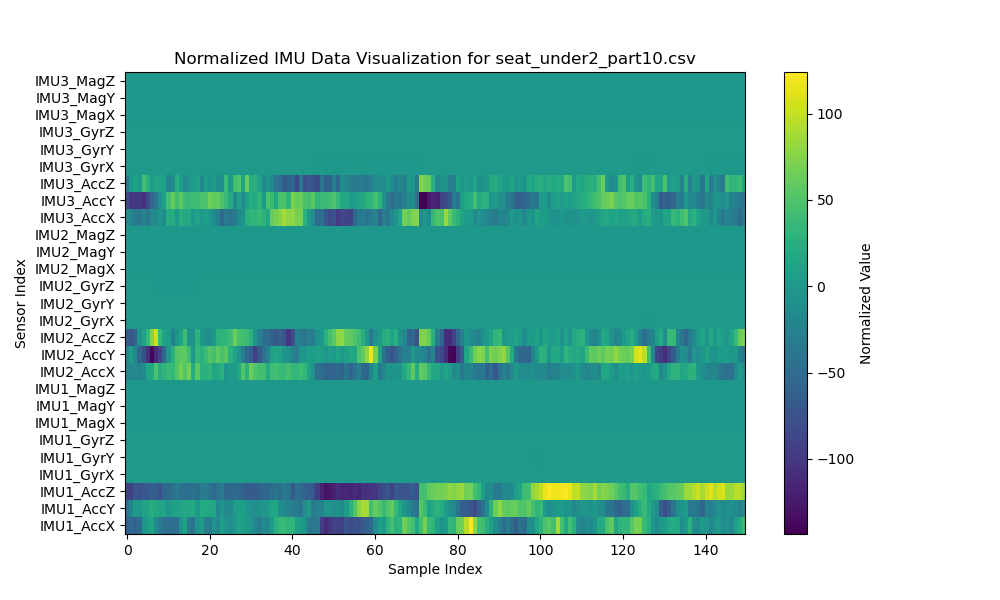 Normalized IMU Data Visualization for seat_under2_part10.csv
IMU3_MagZ
IMU3_MagY
IMU3_MagX
IMU3_GyrZ
IMU3_GyrY
IMU3_GyrX
IMU3_AccZ
IMU3_AccY
IMU3_AccX
IMU2_MagZ
IMU2_MagY
IMU2_MagX
IMU2_GyrZ
IMU2_GyrY
IMU2_GyrX
IMU2_AccZ
IMU2_AccY
IMU2_AccX
IMU1_MagZ
IMU1_MagY
IMU1_MagX
IMU1_GyrZ
IMU1_GyrY
IMU1_GyrX
IMU1_AccZ
IMU1_AccY
IMU1_AccX
Sensor Index
0 20 40 60 80 100 120 140
Sample Index
100
50
0
−50
−100
Normalized Value